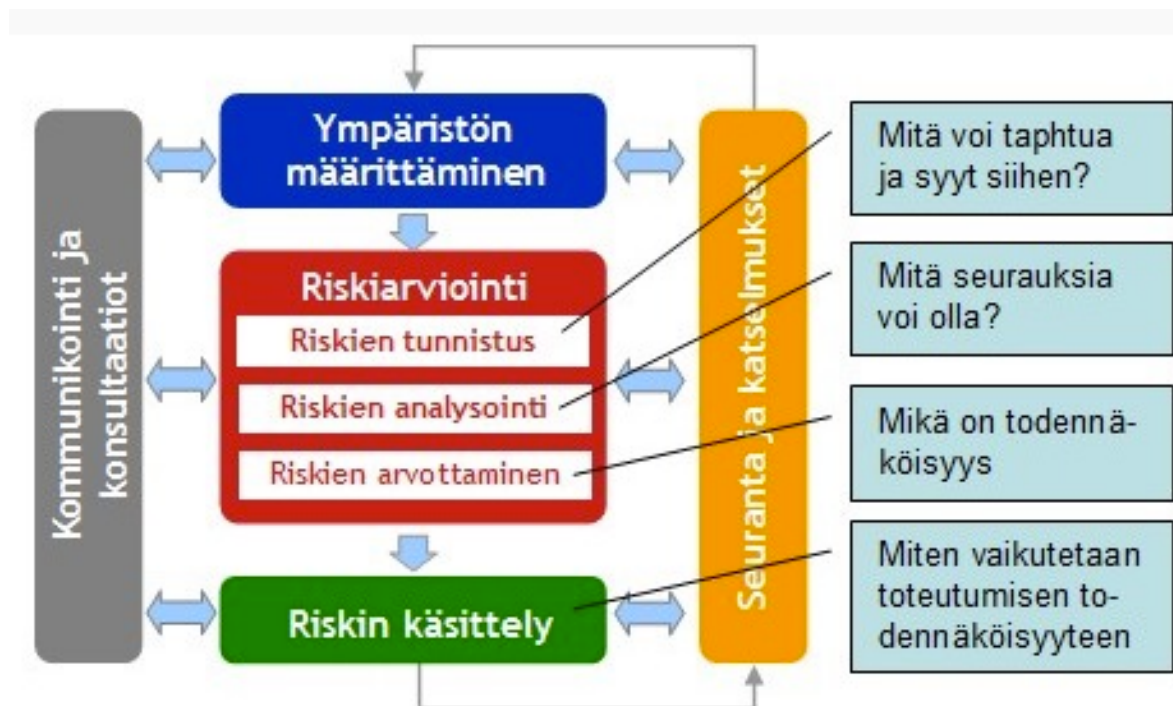 Kommunikointi ja
konsultaatiot
Ympäristön
määrittäminen
Riskiarviointi
Riskien tunnistus
Riskien analysointi
Riskien arvottaminen
Riskin käsittely
Seuranta ja katselmukset
Mitä voi taphtua
ja syyt siihen?
Mitä seurauksia
voi olla?
Mikä on todennä-
köisyys
Miten vaikutetaan
toteutumisen to-
dennäköisyyteen